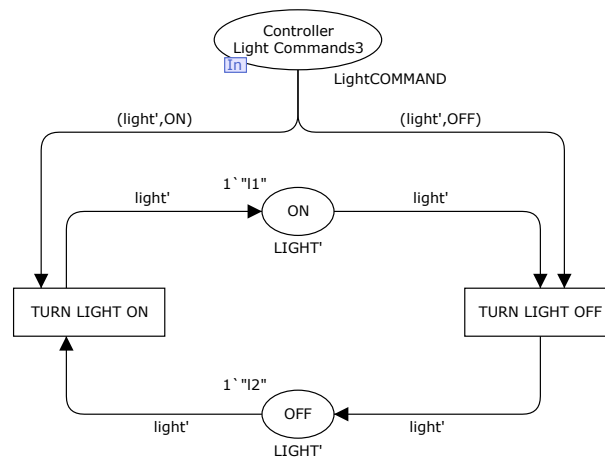 Controller
Light Commands3
In
LightCOMMAND
(light',ON)
(light',OFF)
1`"l1"
light'
ON
light'
LIGHT'
TURN LIGHT ON
TURN LIGHT OFF
1`"l2"
OFF
light'
light'
LIGHT'